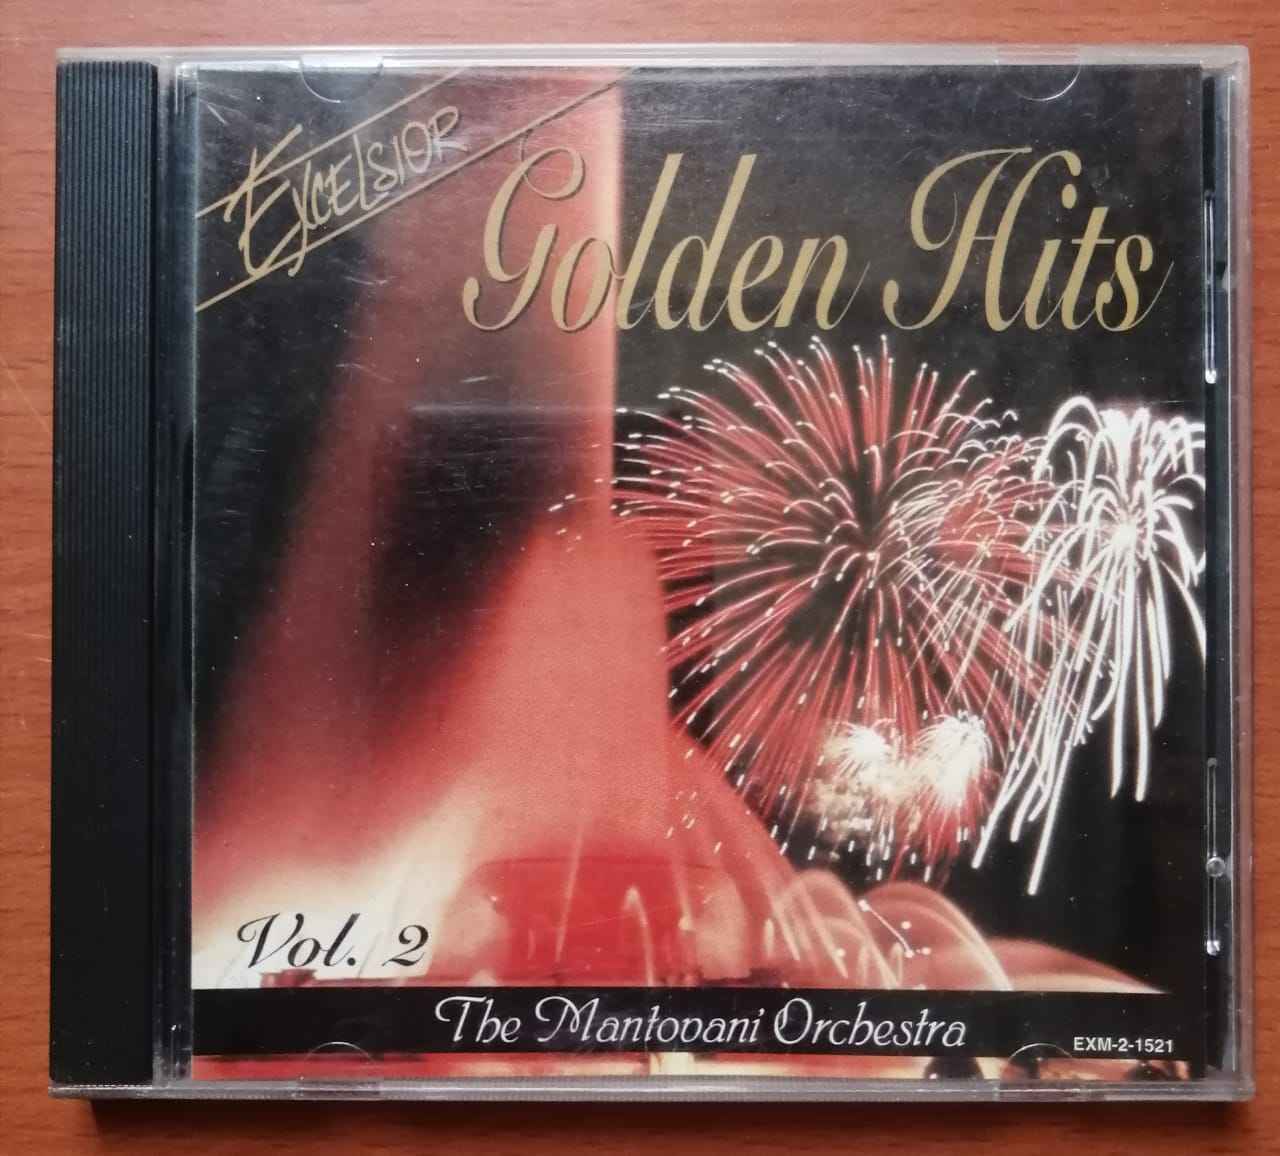 EXCELSIOR
Golden Hits
Vol. 2
The Mantovani Orchestra
EXM-2-1521